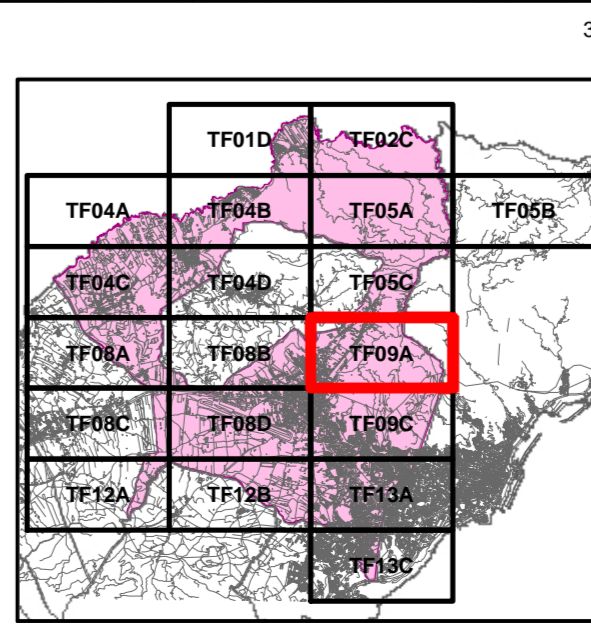 3
TF01D TF02C
TF04A TF04B TF05A TF05B
TF04C TF04D TF05C
TF08A TF08B TF09A
TF08C TF08D TF09C
TF12A TF12B TF13A
TF13C